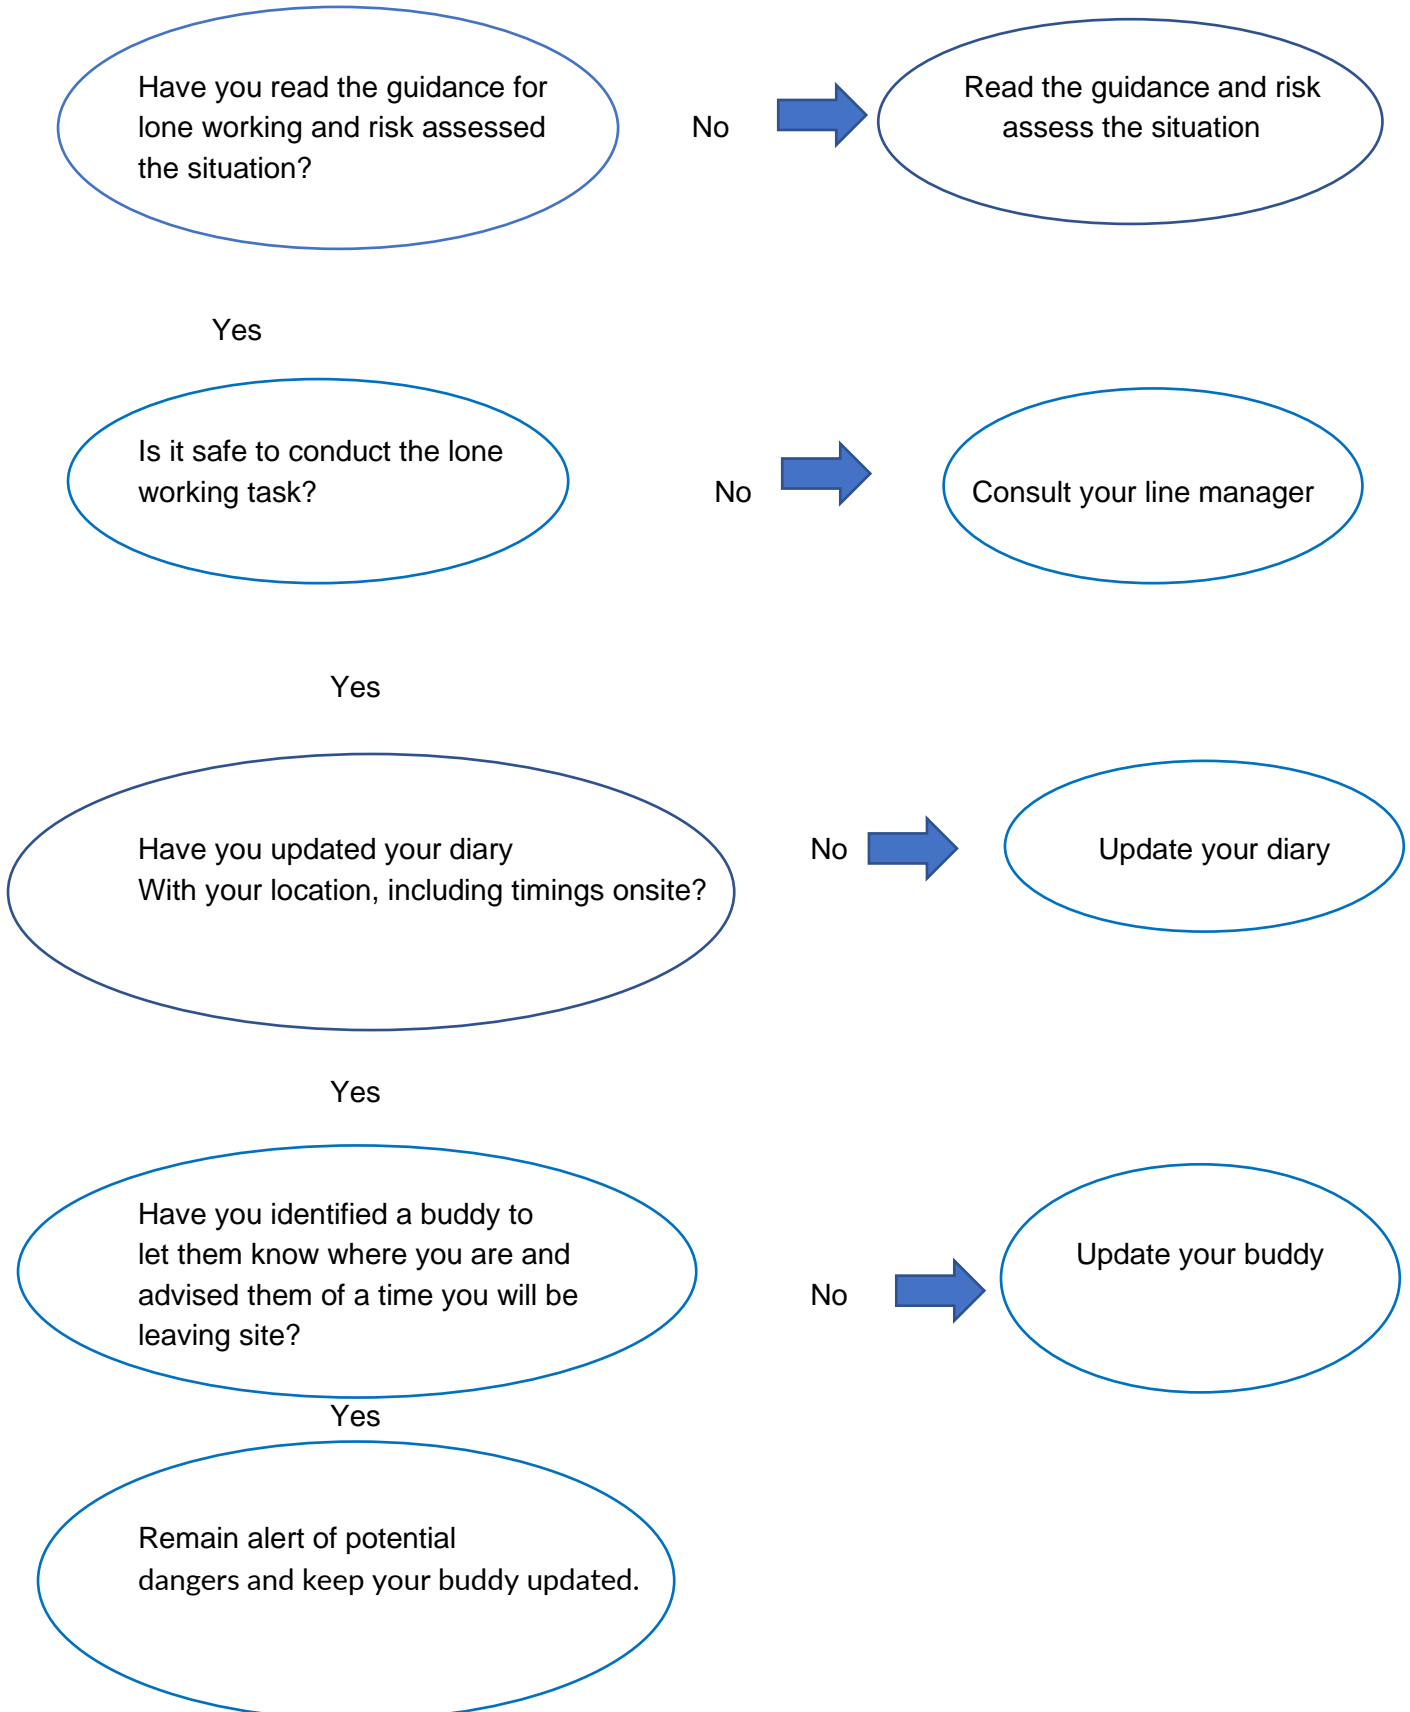 Have you read the guidance for
lone working and risk assessed
the situation?
No
Read the guidance and risk
assess the situation
Yes
Is it safe to conduct the lone
working task?
No
Consult your line manager
Yes
Have you updated your diary
With your location, including timings onsite?
No
Update your diary
Yes
Have you identified a buddy to
let them know where you are and
advised them of a time you will be
leaving site?
No
Update your buddy
Yes
Remain alert of potential
dangers and keep your buddy updated.